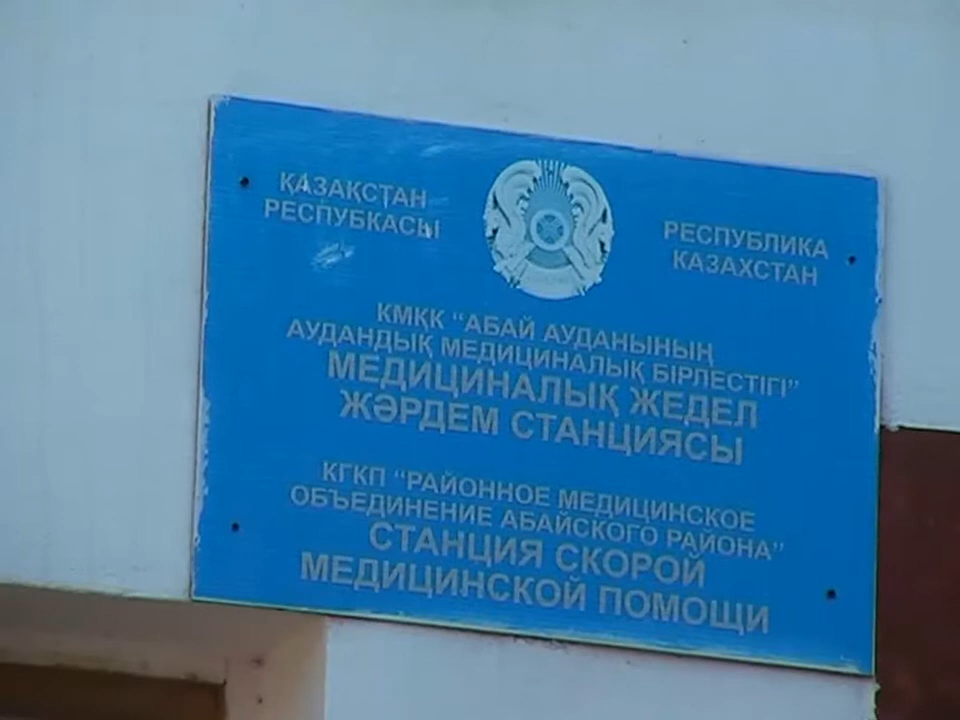 ҚАЗАҚСТАН
РЕСПУБКАСЫ
РЕСПУБЛИКА
КАЗАХСТАН
КМҚК “АБАЙ АУДАНЫНЫҢ
АУДАНДЫҚ МЕДИЦИНАЛЫҚ БІРЛЕСТІГІ”
МЕДИЦИНАЛЫҚ ЖЕДЕЛ
ЖӘРДЕМ СТАНЦИЯСЫ
КГКП “РАЙОННОЕ МЕДИЦИНСКОЕ
ОБЪЕДИНЕНИЕ АБАЙСКОГО РАЙОНА”
СТАНЦИЯ СКОРОЙ
МЕДИЦИНСКОЙ ПОМОЩИ